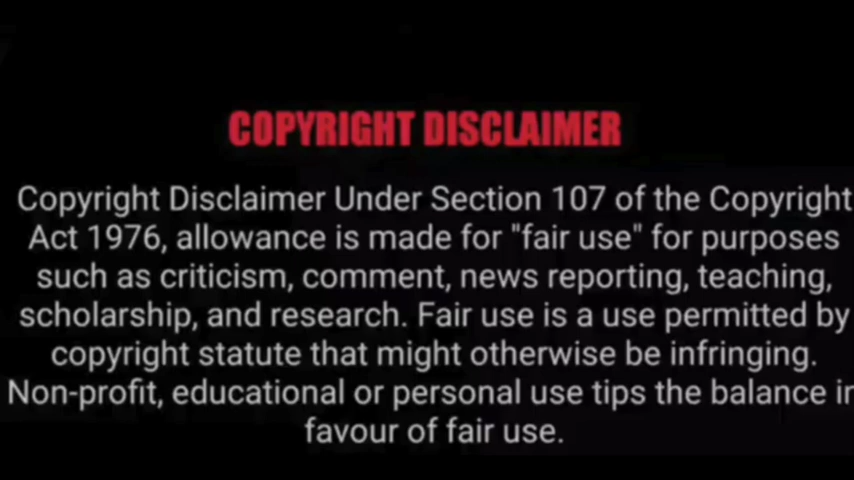 COPYRIGHT DISCLAIMER
Copyright Disclaimer Under Section 107 of the Copyright
Act 1976, allowance is made for "fair use" for purposes
such as criticism, comment, news reporting, teaching,
scholarship, and research. Fair use is a use permitted by
copyright statute that might otherwise be infringing.
Non-profit, educational or personal use tips the balance in
favour of fair use.